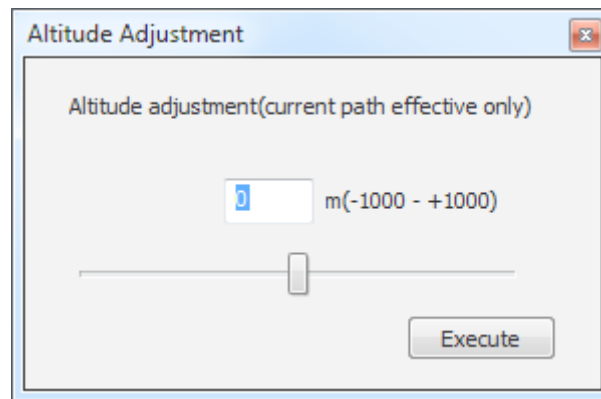 Altitude Adjustment
Altitude adjustment(current path effective only)
0 m(-1000 - +1000)
Execute